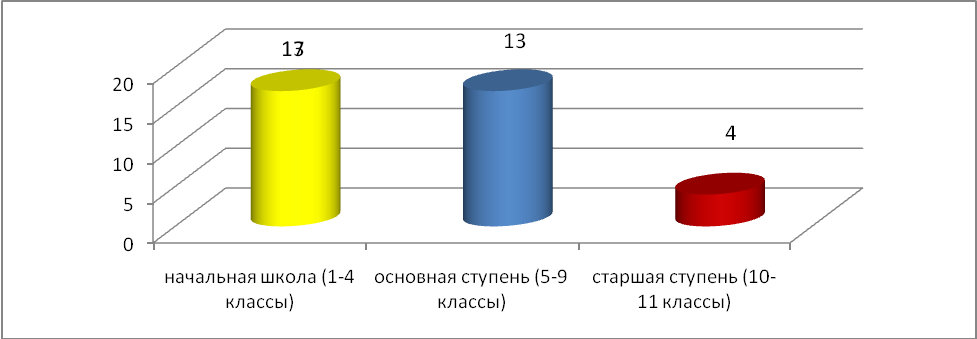 13
4
20
15
10
5
0
начальная школа (1-4
классы)
основная ступень (5-9
классы)
старшая ступень (10-
11 классы)